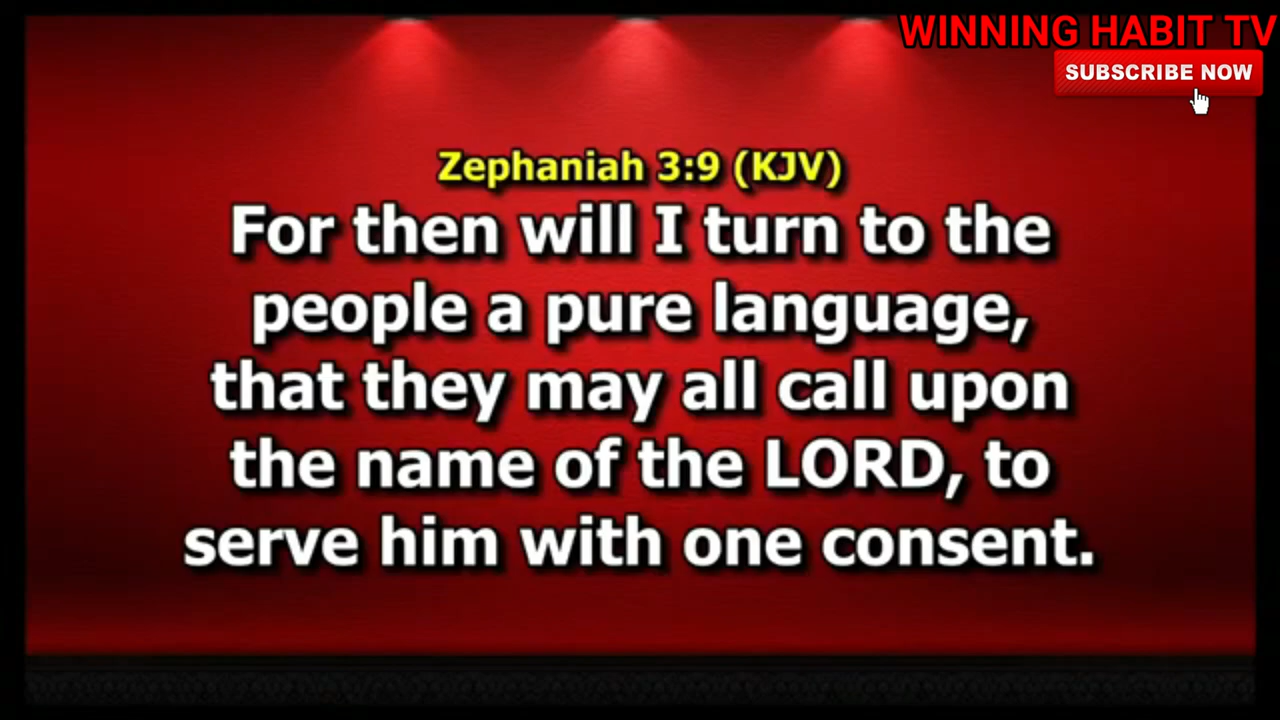 WINNING HABIT TV
SUBSCRIBE NOW
Zephaniah 3:9 (KJV)
For then will I turn to the
people a pure language,
that they may all call upon
the name of the LORD, to
serve him with one consent.